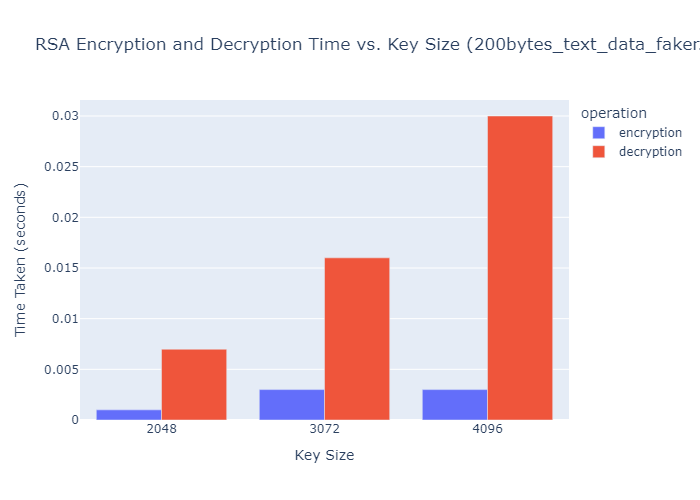 RSA Encryption and Decryption Time vs. Key Size (200bytes_text_data_faker.
operation
encryption
decryption
0.03
0.025
0.02
0.015
0.01
0.005
0
Time Taken (seconds)
2048 3072 4096
Key Size